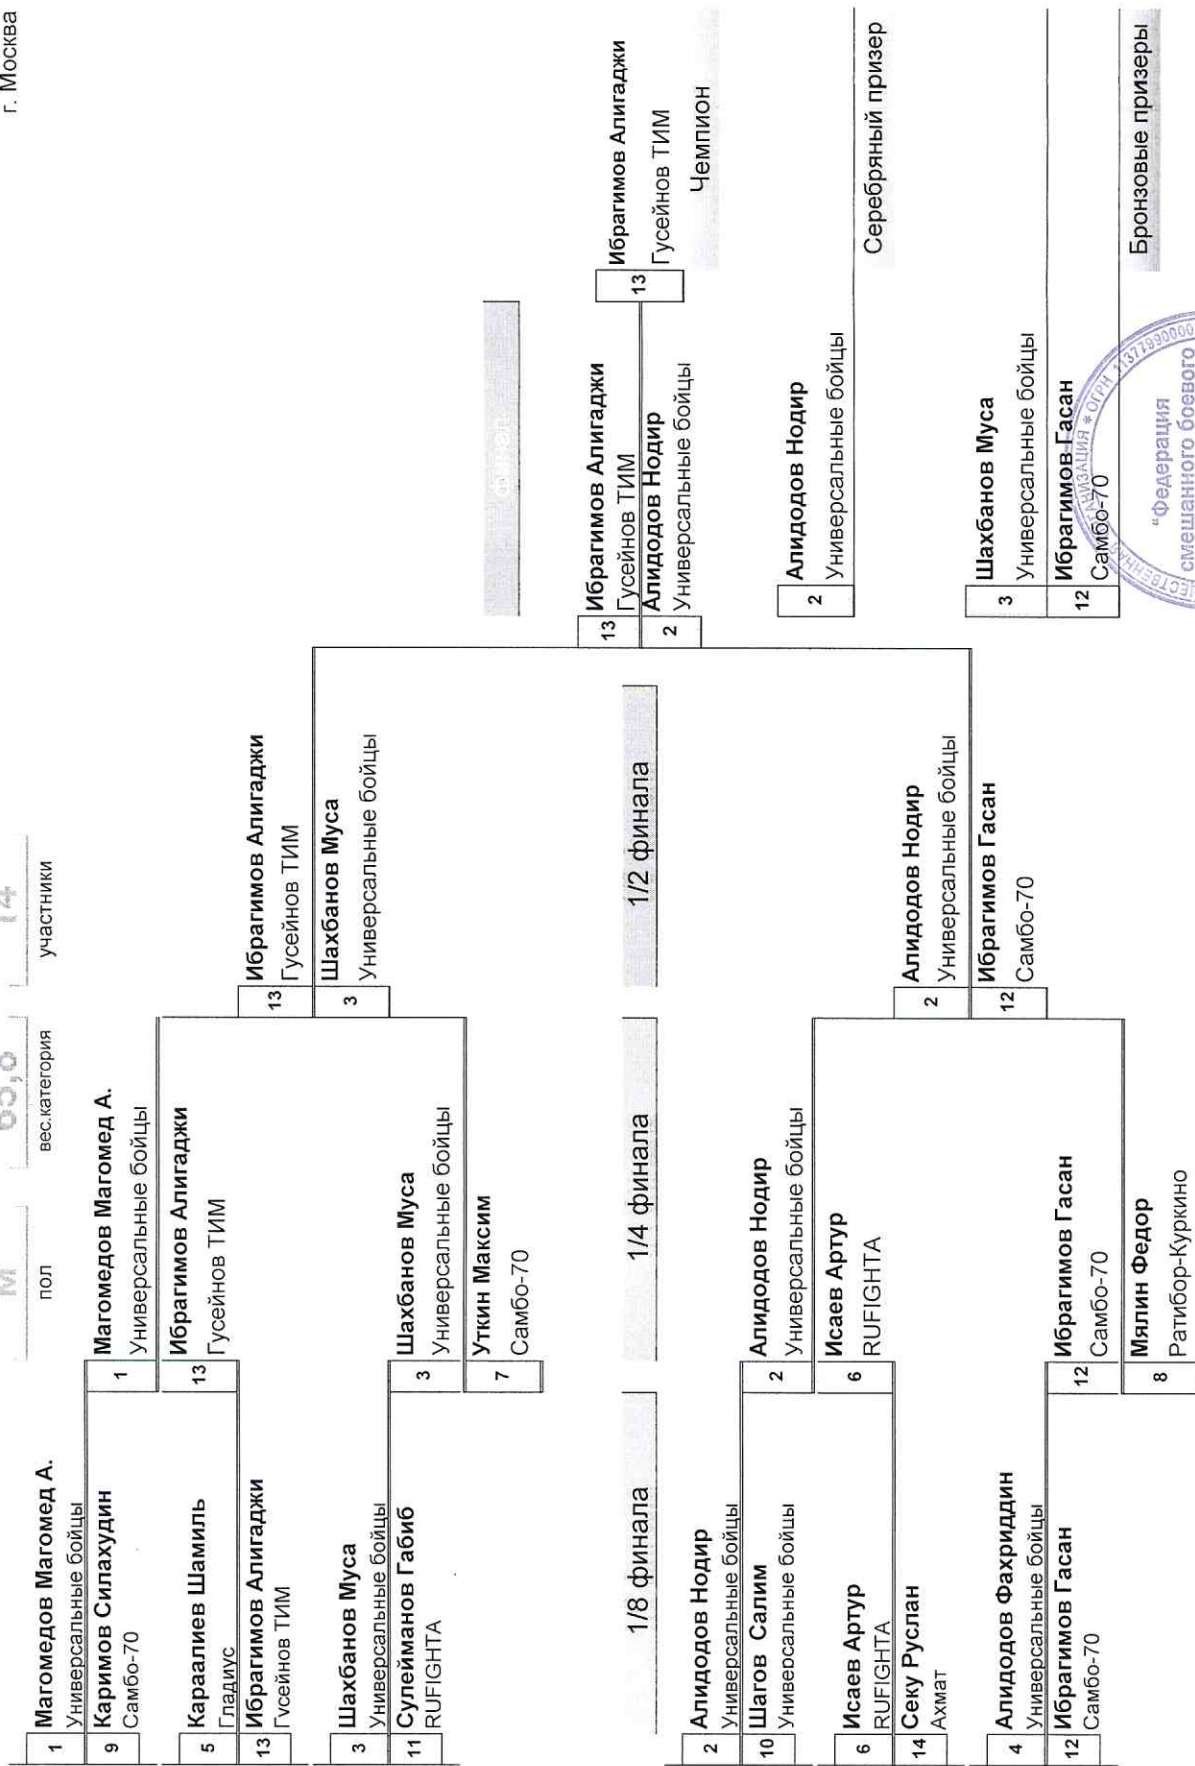 г. Москва
М
65,8
14
пол
вес.категория
участники
1
Магомедов Магомед А.
Универсальные бойцы
9
Каримов Силахудин
Самбо-70
5
Караалиев Шамиль
Гладиус
13
Ибрагимов Алигаджи
Гусейнов ТИМ
3
Шахбанов Муса
Универсальные бойцы
11
Сулейманов Габиб
RUFIGHTA
1/8 финала
2
Алидодов Нодир
Универсальные бойцы
10
Шагов Салим
Универсальные бойцы
6
Исаев Артур
RUFIGHTA
14
Секу Руслан
Ахмат
4
Алидодов Фахриддин
Универсальные бойцы
12
Ибрагимов Гасан
Самбо-70
1
Магомедов Магомед А.
Универсальные бойцы
13
Ибрагимов Алигаджи
Гусейнов ТИМ
3
Шахбанов Муса
Универсальные бойцы
7
Уткин Максим
Самбо-70
1/4 финала
2
Алидодов Нодир
Универсальные бойцы
6
Исаев Артур
RUFIGHTA
12
Ибрагимов Гасан
Самбо-70
8
Мялин Федор
Ратибор-Куркино
13
Ибрагимов Алигаджи
Гусейнов ТИМ
3
Шахбанов Муса
Универсальные бойцы
1/2 финала
2
Алидодов Нодир
Универсальные бойцы
12
Ибрагимов Гасан
Самбо-70
финал
13
Ибрагимов Алигаджи
Гусейнов ТИМ
2
Алидодов Нодир
Универсальные бойцы
13
Ибрагимов Алигаджи
Гусейнов ТИМ
Чемпион
2
Алидодов Нодир
Универсальные бойцы
Серебряный призер
3
Шахбанов Муса
Универсальные бойцы
12
Ибрагимов Гасан
Самбо-70
Бронзовые призеры
"Федерация
смешанного боевого